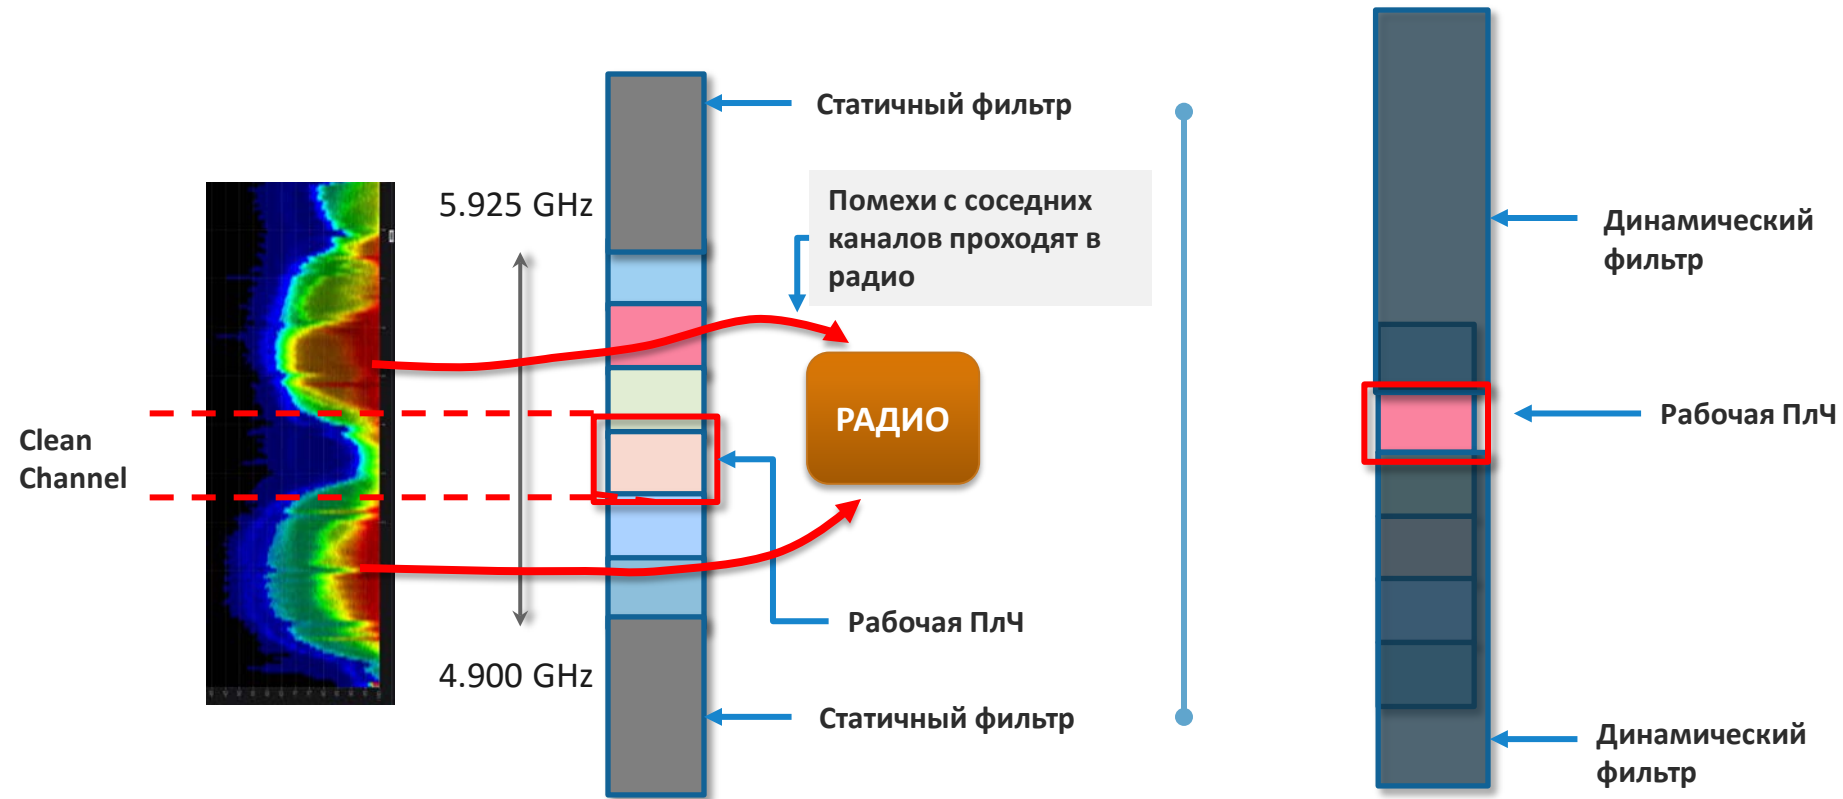 Статичный фильтр
5.925 GHz
Помехи с соседних
каналов проходят в
радио
РАДИО
Clean
Channel
Рабочая ПлЧ
4.900 GHz
Статичный фильтр
Динамический
фильтр
Рабочая ПлЧ
Динамический
фильтр